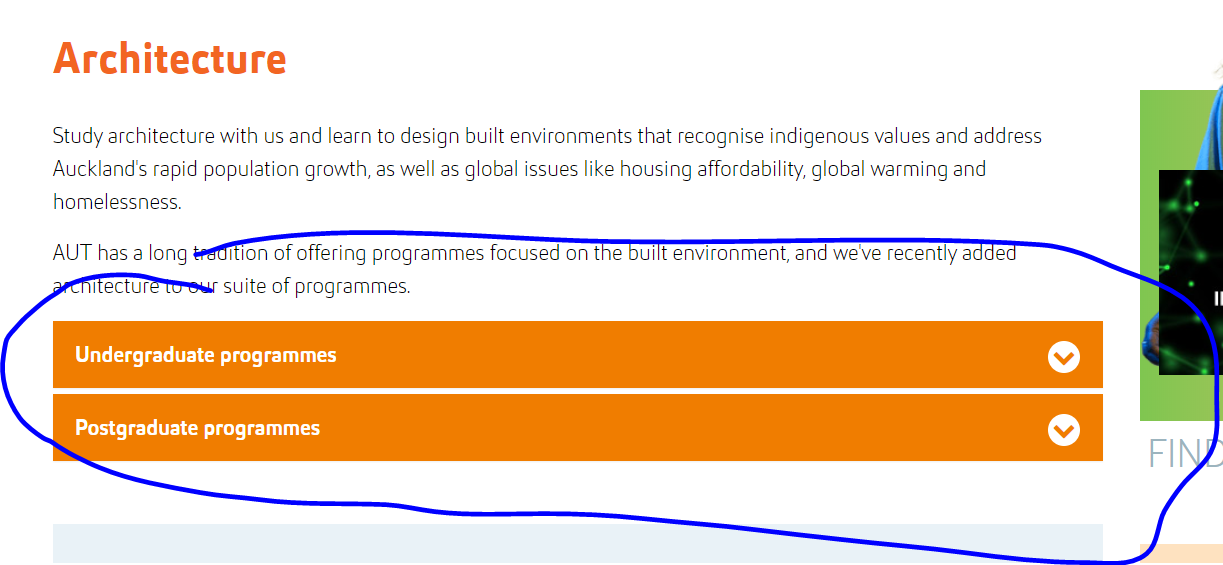 Architecture
Study architecture with us and learn to design built environments that recognise indigenous values and address
Auckland's rapid population growth, as well as global issues like housing affordability, global warming and
homelessness.
AUT has a long tradition of offering programmes focused on the built environment, and we've recently added
architecture to our suite of programmes.
Undergraduate programmes
Postgraduate programmes
FIND